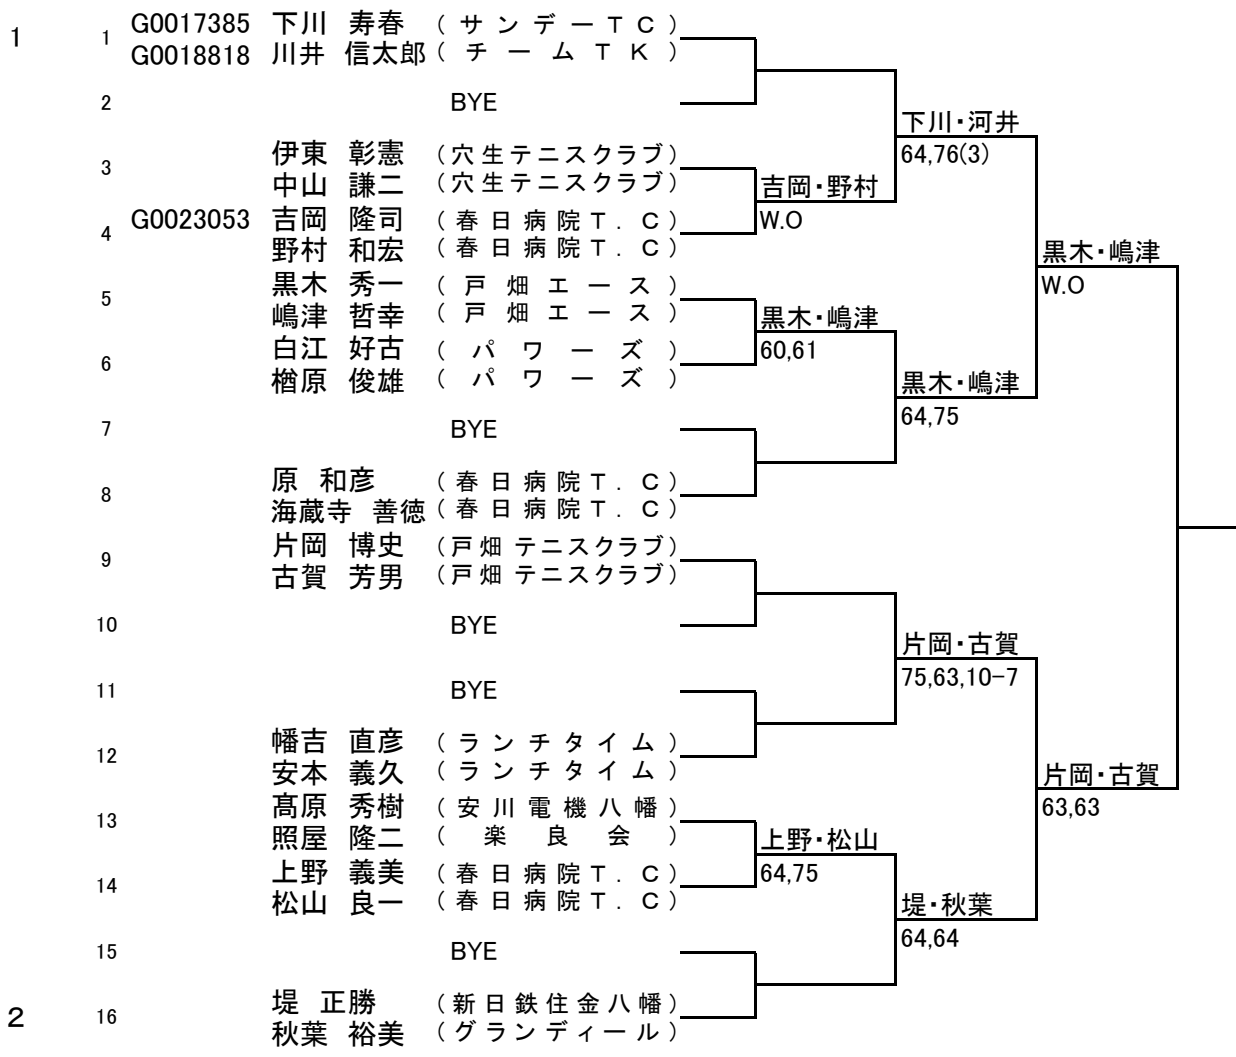 1 1 G0017385 下川 寿春 (サンデーTC)
G0018818 川井 信太郎 (チームTK)
2 BYE
下川・河井
64,76(3)
3 伊東 彰憲 (穴生テニスクラブ)
中山 謙二 (穴生テニスクラブ)
吉岡・野村
W.O
4 G0023053 吉岡 隆司 (春日病院T.C)
野村 和宏 (春日病院T.C)
黒木・嶋津
W.O
5 黒木 秀一 (戸畑エース)
嶋津 哲幸 (戸畑エース)
黒木・嶋津
60,61
6 白江 好古 (パワーズ)
楢原 俊雄 (パワーズ)
黒木・嶋津
64,75
7 BYE
8 原 和彦 (春日病院T.C)
海蔵寺 善徳 (春日病院T.C)
9 片岡 博史 (戸畑テニスクラブ)
古賀 芳男 (戸畑テニスクラブ)
10 BYE
片岡・古賀
75,63,10-7
11 BYE
12 幡吉 直彦 (ランチタイム)
安本 義久 (ランチタイム)
片岡・古賀
63,63
13 髙原 秀樹 (安川電機八幡)
照屋 隆二 (楽良会)
上野・松山
64,75
14 上野 義美 (春日病院T.C)
松山 良一 (春日病院T.C)
堤・秋葉
64,64
15 BYE
2 16 堤 正勝 (新日鉄住金八幡)
秋葉 裕美 (グランディール)